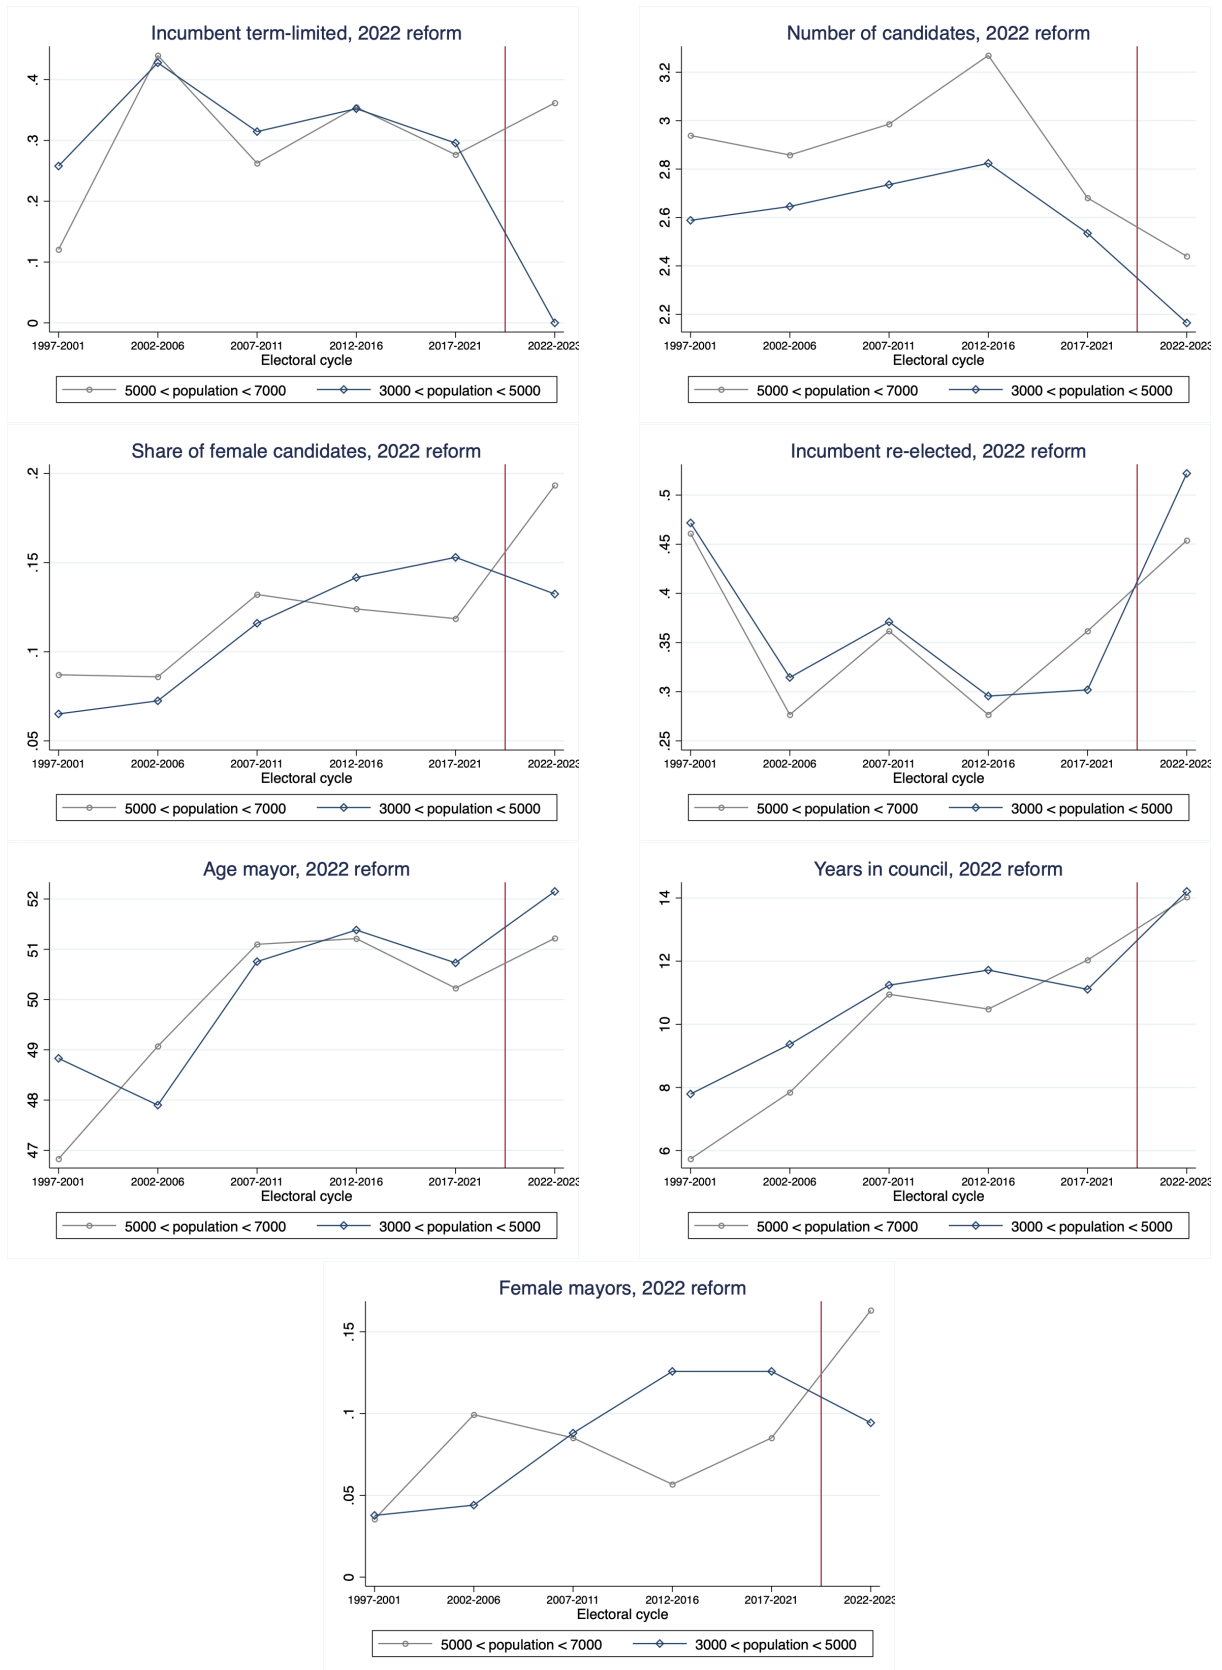 Incumbent term-limited, 2022 reform
.4
.3
.2
.1
0
1997-2001 2002-2006 2007-2011 2012-2016 2017-2021 2022-2023
Electoral cycle
5000 < population < 7000 3000 < population < 5000
Number of candidates, 2022 reform
3.2
3
2.8
2.6
2.4
2.2
1997-2001 2002-2006 2007-2011 2012-2016 2017-2021 2022-2023
Electoral cycle
5000 < population < 7000 3000 < population < 5000
Share of female candidates, 2022 reform
.2
.15
.1
.05
1997-2001 2002-2006 2007-2011 2012-2016 2017-2021 2022-2023
Electoral cycle
5000 < population < 7000 3000 < population < 5000
Incumbent re-elected, 2022 reform
.5
.45
.4
.35
.3
.25
1997-2001 2002-2006 2007-2011 2012-2016 2017-2021 2022-2023
Electoral cycle
5000 < population < 7000 3000 < population < 5000
Age mayor, 2022 reform
52
51
50
49
48
47
1997-2001 2002-2006 2007-2011 2012-2016 2017-2021 2022-2023
Electoral cycle
5000 < population < 7000 3000 < population < 5000
Years in council, 2022 reform
14
12
10
8
6
1997-2001 2002-2006 2007-2011 2012-2016 2017-2021 2022-2023
Electoral cycle
5000 < population < 7000 3000 < population < 5000
Female mayors, 2022 reform
.15
.1
.05
0
1997-2001 2002-2006 2007-2011 2012-2016 2017-2021 2022-2023
Electoral cycle
5000 < population < 7000 3000 < population < 5000